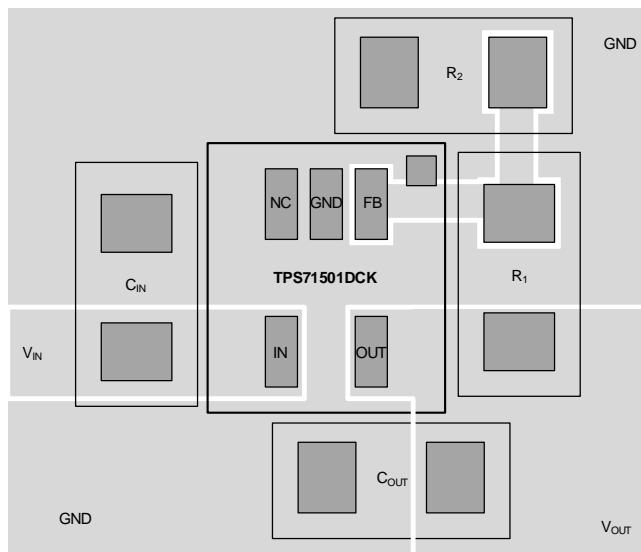 GND
R2
NC
GND
FB
TPS71501DCK
CIN
R1
VIN
IN
OUT
COUT
GND
VOUT